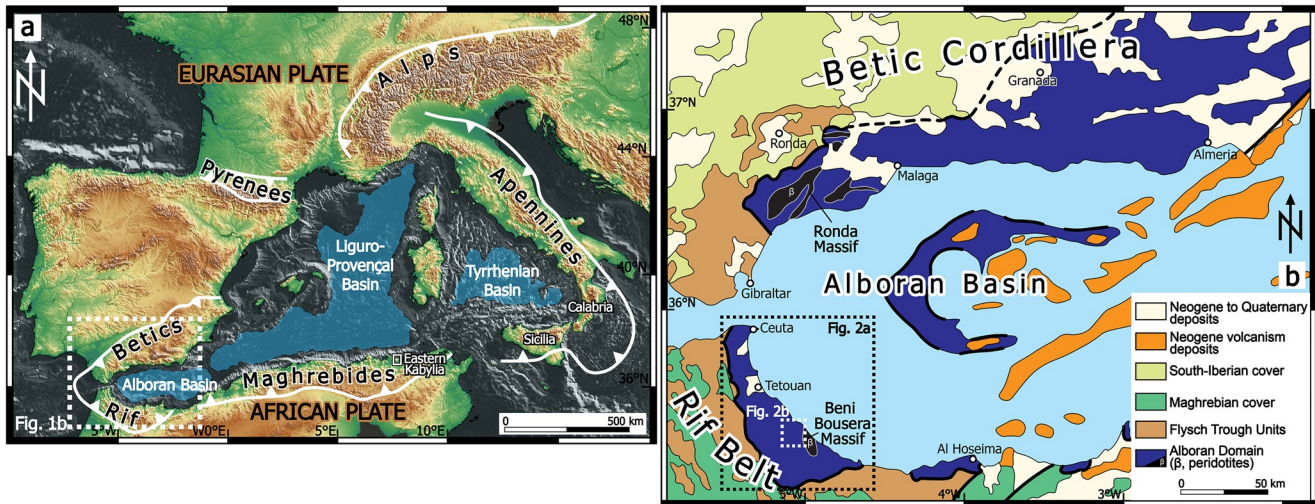 a
N
EURASIAN PLATE
Alps
48°N
44°N
40°N
36°N
Pyrenees
Apennines
Liguro-
Provençal
Basin
Tyrrhenian
Basin
Calabria
Sicilia
Betics
Alboran Basin
Maghrebides
Eastern
Kabylia
Rif
AFRICAN PLATE
Fig. 1b
5°W
0°E
5°E
10°E
0
500 km
Betic Cordillera
Granada
37°N
Ronda
Malaga
Almeria
β
Ronda
Massif
N
b
Alboran Basin
Gibraltar
36°N
Ceuta
Fig. 2a
Tetouan
Fig. 2b
Beni
Bousera
Massif
β
Rif Belt
Al Hoseima
5°W
4°W
3°W
Neogene to Quaternary
deposits
Neogene volcanism
deposits
South-Iberian cover
Maghrebian cover
Flysch Trough Units
β
Alboran Domain
(β, peridotites)
0
50 km